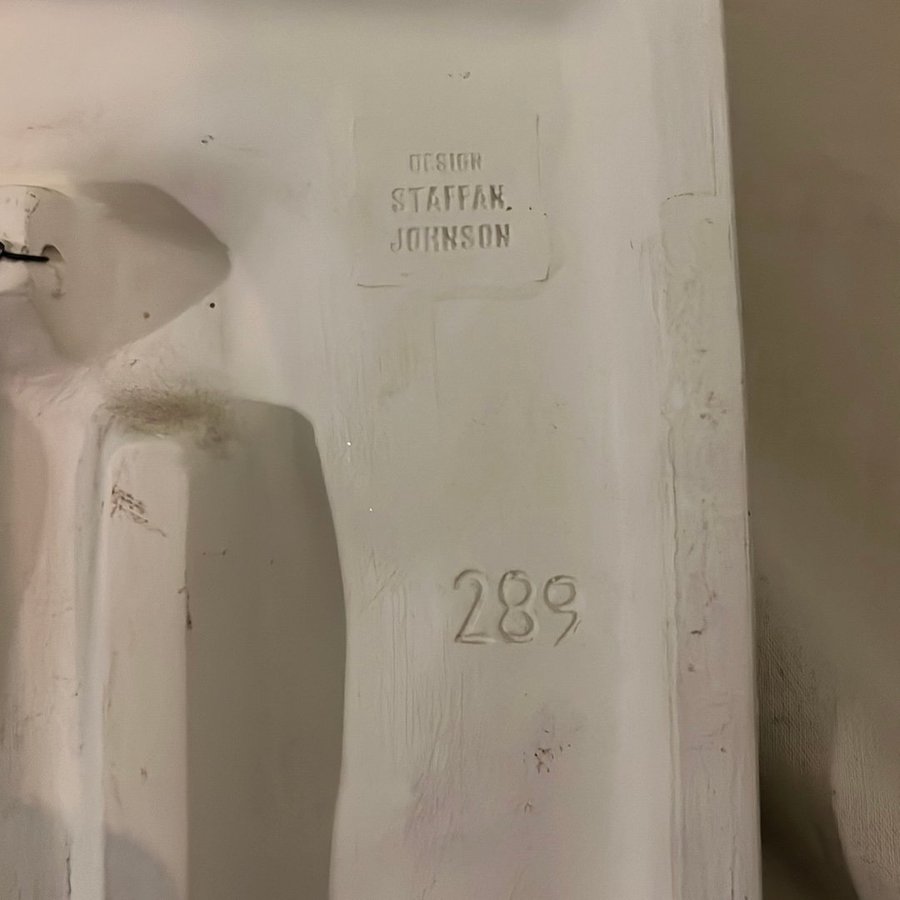 DESIGN
STAFFAN.
JOHNSON
289